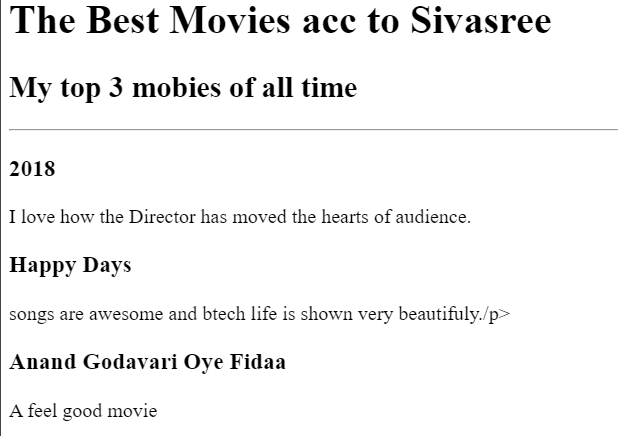 The Best Movies acc to Sivasree
My top 3 mobies of all time
2018
I love how the Director has moved the hearts of audience.
Happy Days
songs are awesome and btech life is shown very beautifuly./p>
Anand Godavari Oye Fidaa
A feel good movie